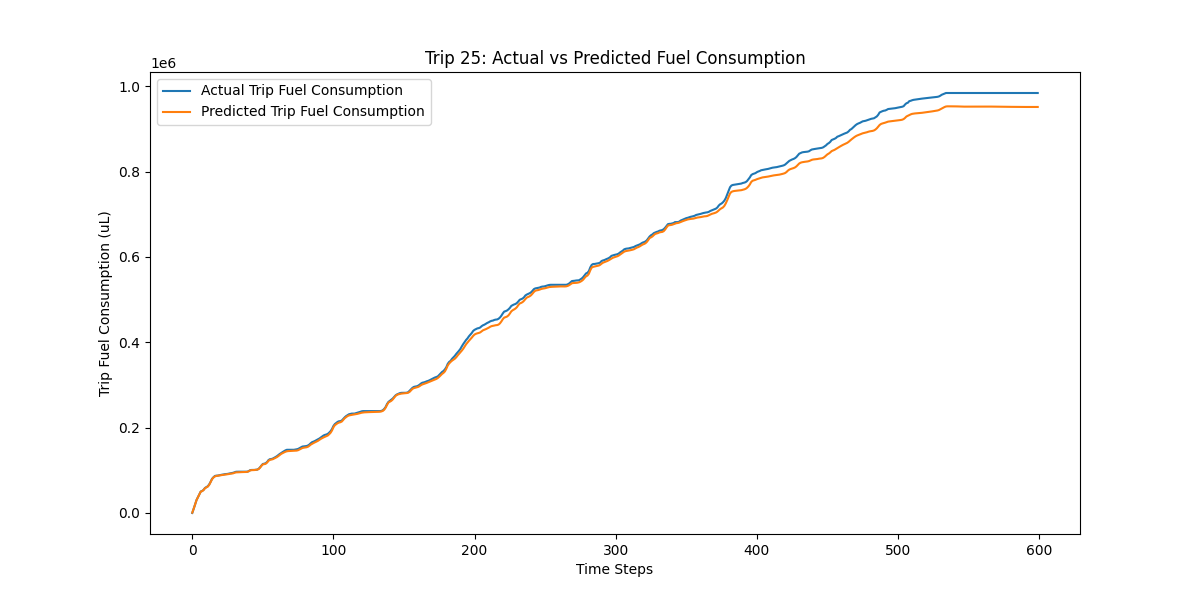 Trip 25: Actual vs Predicted Fuel Consumption
1e6
Actual Trip Fuel Consumption
Predicted Trip Fuel Consumption
Trip Fuel Consumption (uL)
1.0
0.8
0.6
0.4
0.2
0.0
0 100 200 300 400 500 600
Time Steps